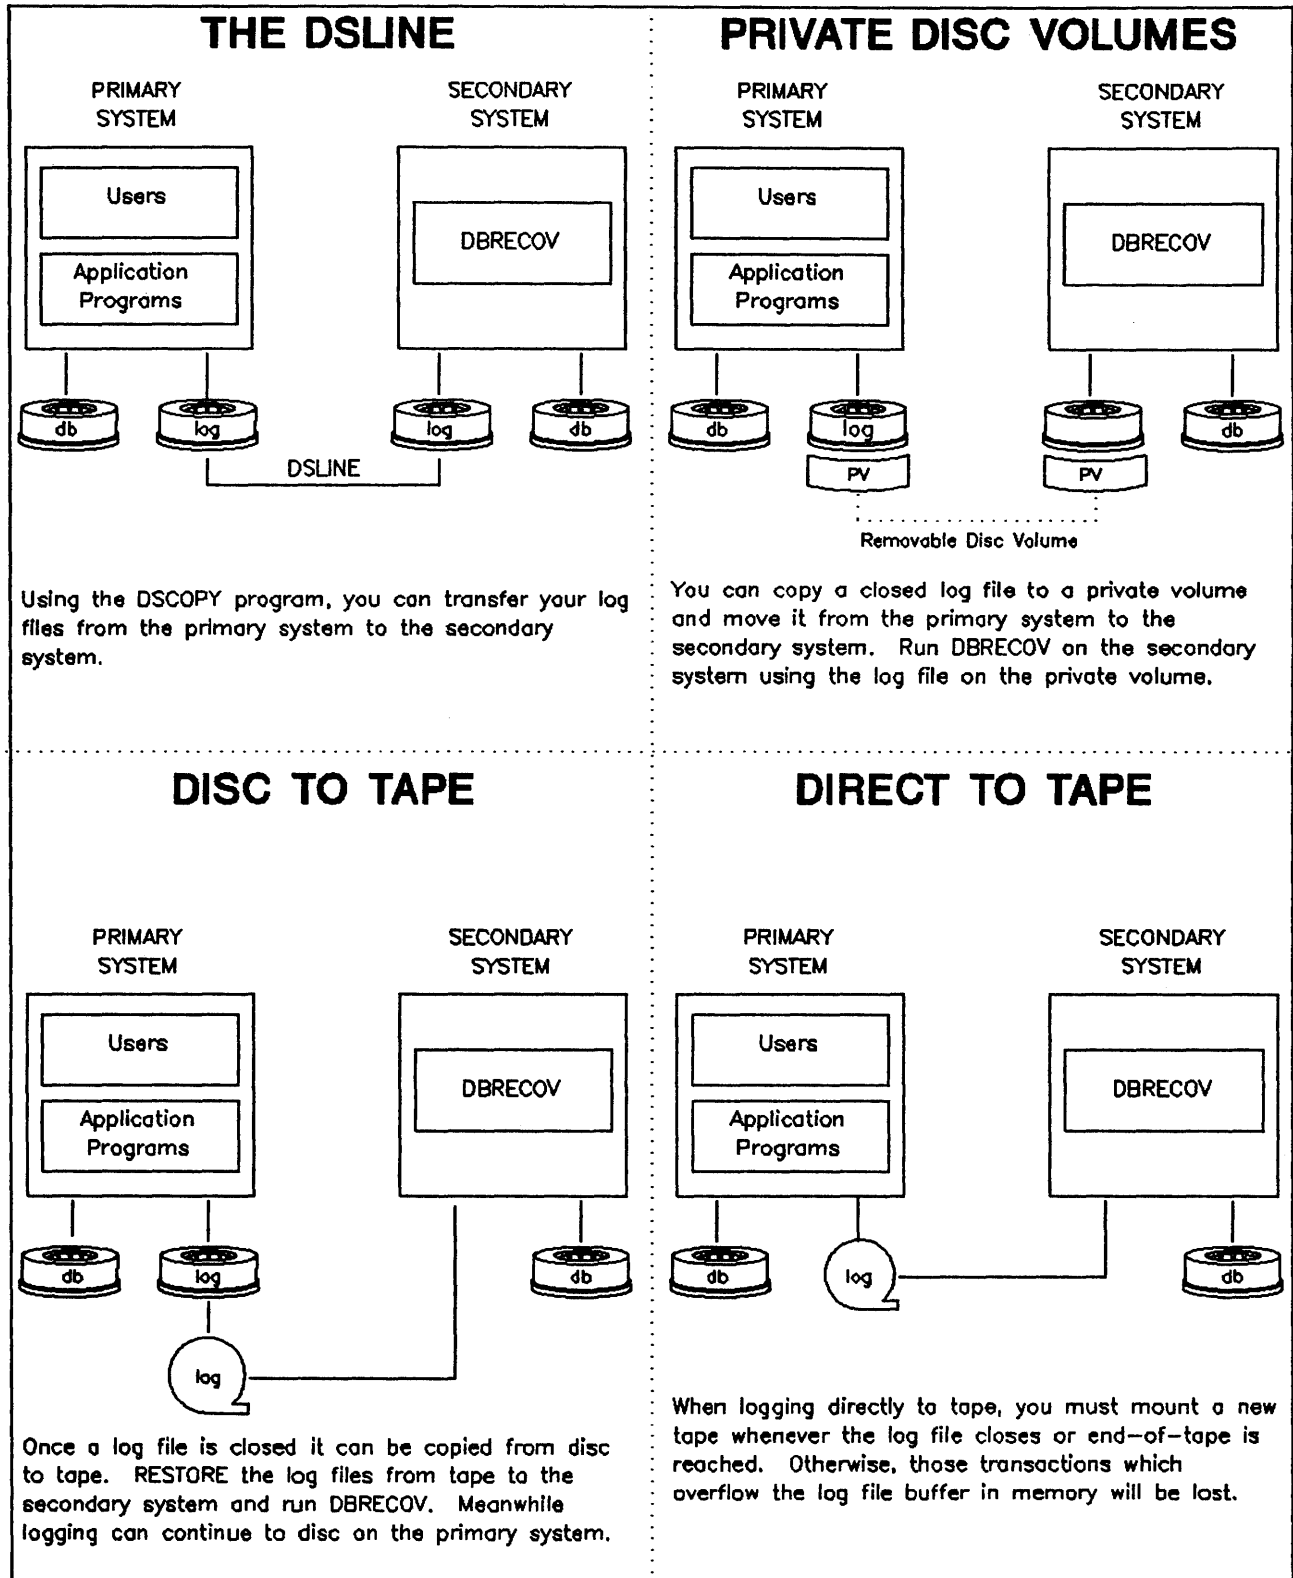 THE DSLINE
PRIMARY
SYSTEM
SECONDARY
SYSTEM
Users
Application
Programs
DBRECOV
db
log
log
db
DSLINE
Using the DSCOPY program, you can transfer your log
files from the primary system to the secondary
system.
PRIVATE DISC VOLUMES
PRIMARY
SYSTEM
SECONDARY
SYSTEM
Users
Application
Programs
DBRECOV
db
log
db
PV
PV
Removable Disc Volume
You can copy a closed log file to a private volume
and move it from the primary system to the
secondary system. Run DBRECOV on the secondary
system using the log file on the private volume.
DISC TO TAPE
PRIMARY
SYSTEM
SECONDARY
SYSTEM
Users
Application
Programs
DBRECOV
db
log
db
log
Once a log file is closed it can be copied from disc
to tape. RESTORE the log files from tape to the
secondary system and run DBRECOV. Meanwhile
logging can continue to disc on the primary system.
DIRECT TO TAPE
PRIMARY
SYSTEM
SECONDARY
SYSTEM
Users
Application
Programs
DBRECOV
db
log
db
When logging directly to tape, you must mount a new
tape whenever the log file closes or end-of-tape is
reached. Otherwise, those transactions which
overflow the log file buffer in memory will be lost.